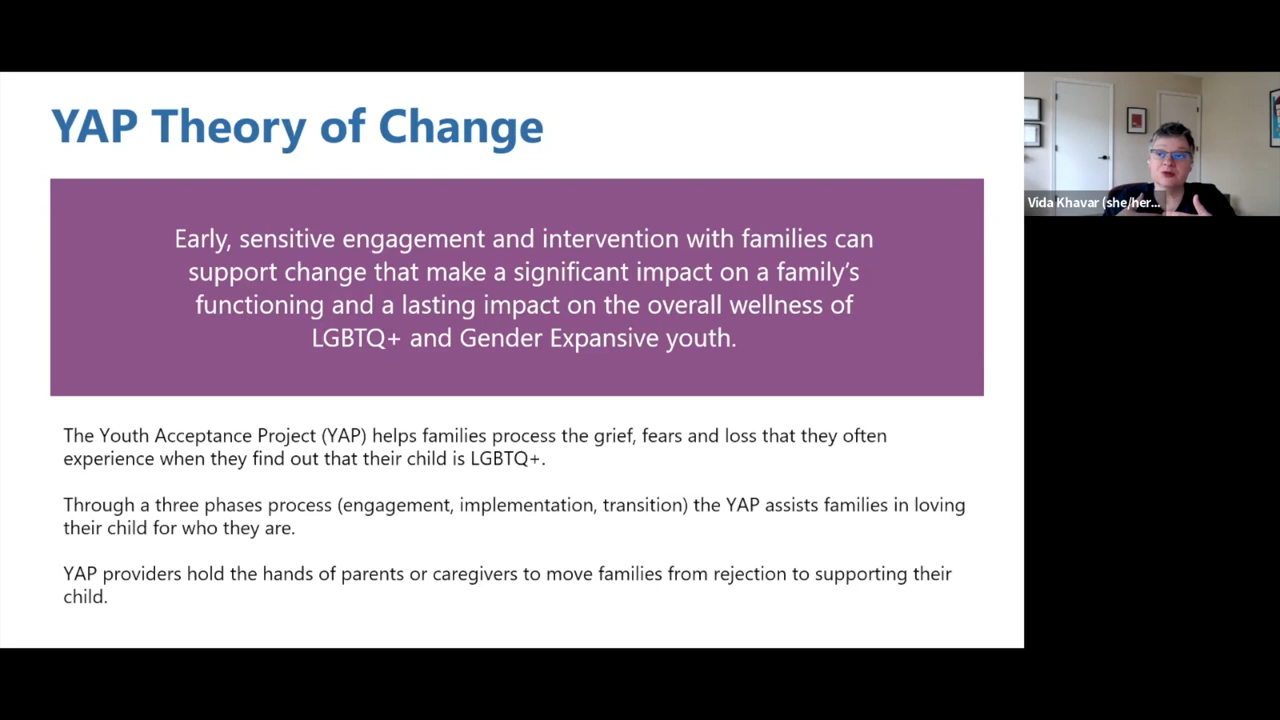 YAP Theory of Change
Early, sensitive engagement and intervention with families can
support change that make a significant impact on a family’s
functioning and a lasting impact on the overall wellness of
LGBTQ+ and Gender Expansive youth.
The Youth Acceptance Project (YAP) helps families process the grief, fears and loss that they often
experience when they find out that their child is LGBTQ+.
Through a three phases process (engagement, implementation, transition) the YAP assists families in loving
their child for who they are.
YAP providers hold the hands of parents or caregivers to move families from rejection to supporting their
child.
Vida Khavar (she/her...